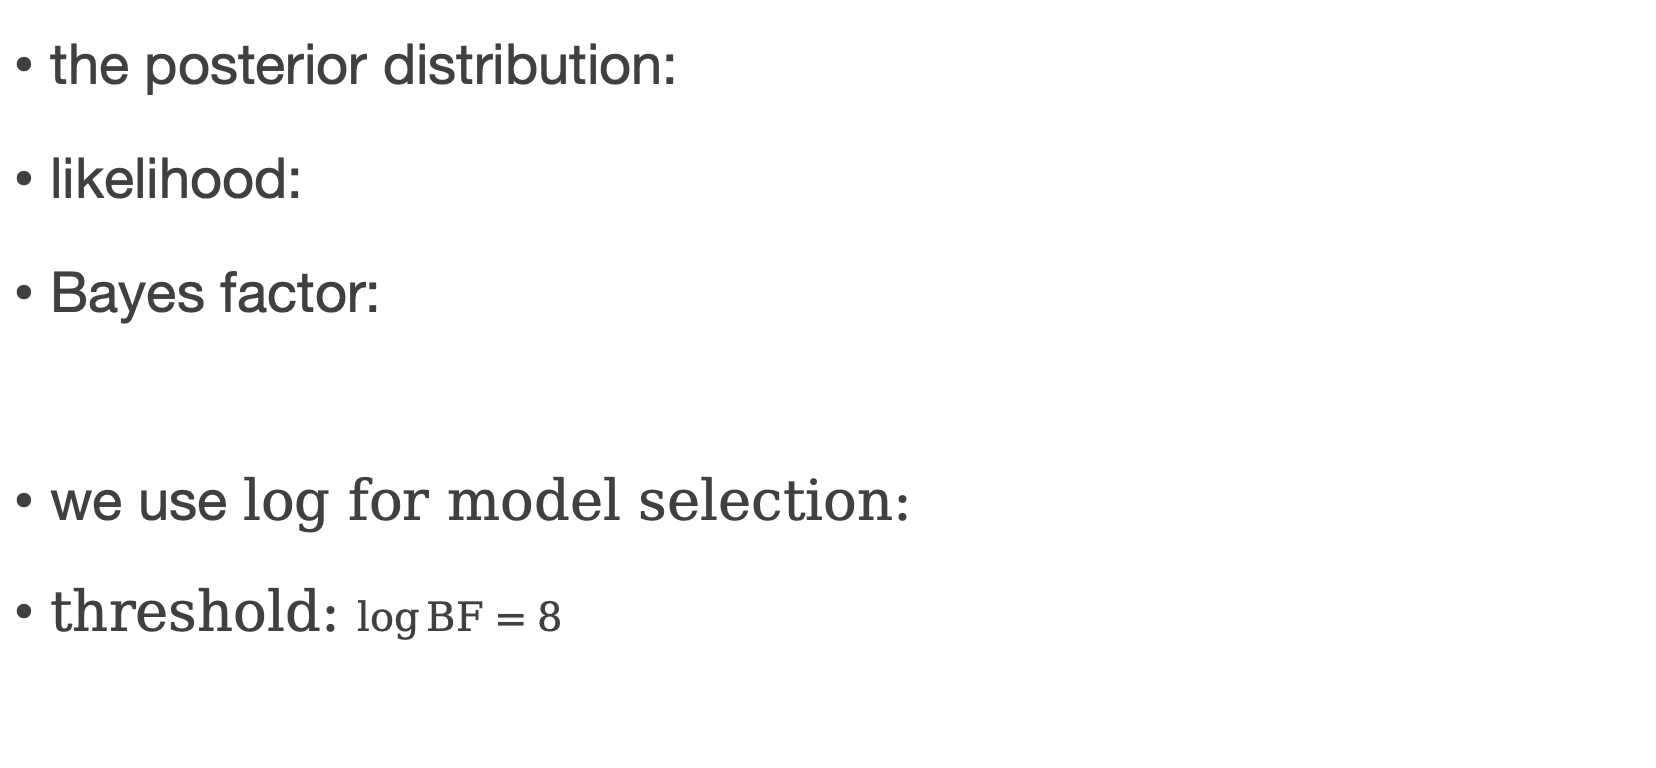 • the posterior distribution:
• likelihood:
• Bayes factor:
• we use log for model selection:
• threshold: log BF = 8